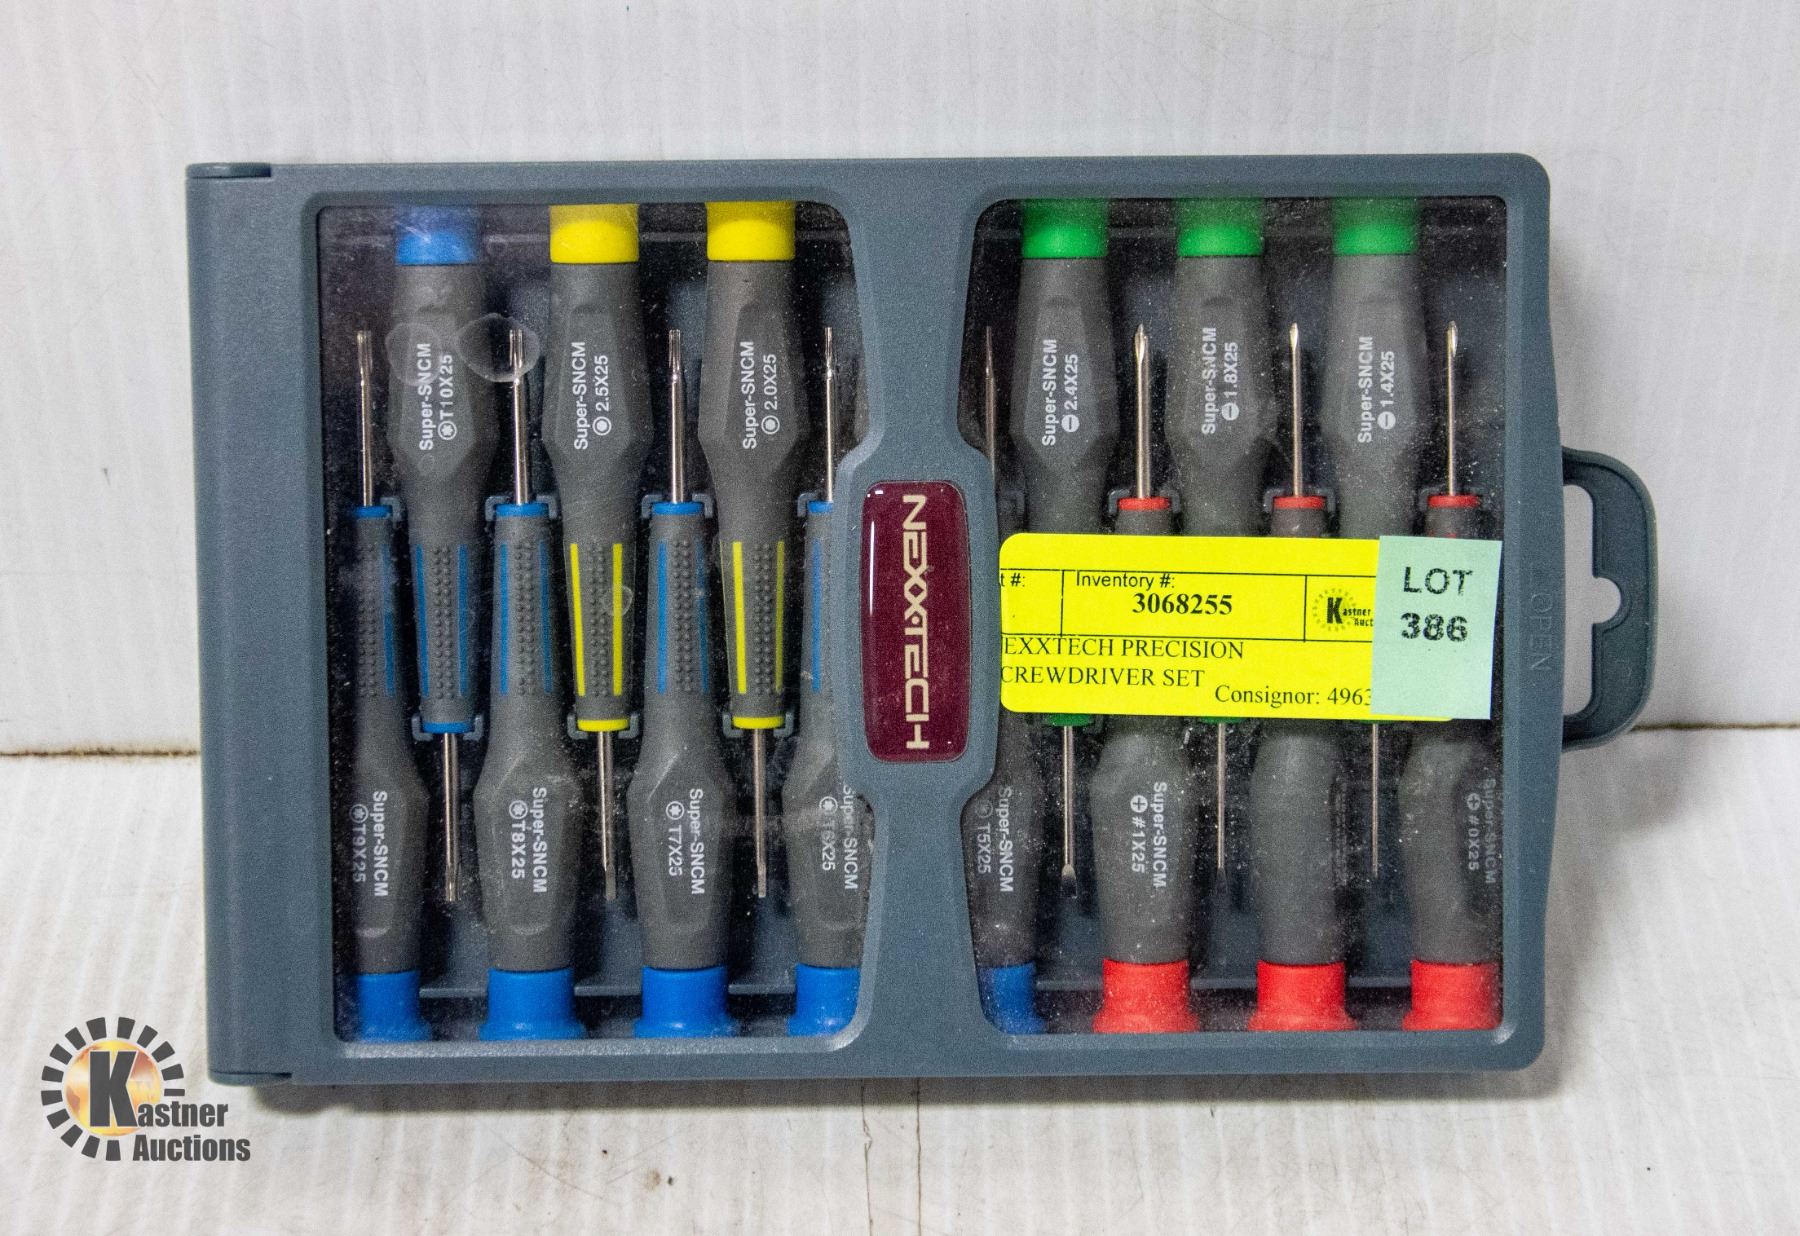 Super-SNCM
T10X25
Super-SNCM
2.5X25
Super-SNCM
2.0X25
Super-SNCM
2.4X25
Super-SNCM
1.8X25
Super-SNCM
1.4X25
NEXXTECH
t #:
Inventory #:
3068255
Kastner
EXXTECH PRECISION
CREWDRIVER SET
Consignor: 4963
LOT
386
OPEN
Super-SNCM
T9X25
Super-SNCM
T8X25
Super-SNCM
T7X25
Super-SNCM
T6X25
Super-SNCM
T5X25
Super-SNCM
#1X25
Super-SNCM
#0X25
Kastner
Auctions